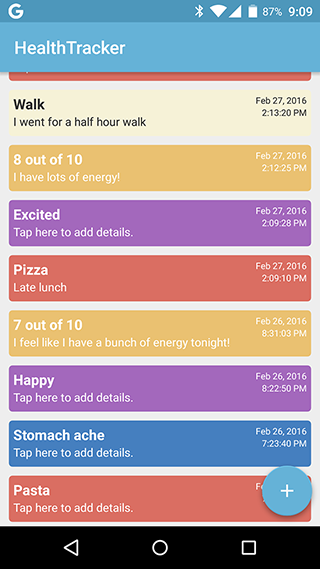 G
87%
9:09
HealthTracker
Walk
Feb 27, 2016
I went for a half hour walk
2:13:20 PM
8 out of 10
Feb 27, 2016
I have lots of energy!
2:12:25 PM
Excited
Feb 27, 2016
Tap here to add details.
2:09:28 PM
Pizza
Feb 27, 2016
Late lunch
2:09:10 PM
7 out of 10
Feb 26, 2016
I feel like I have a bunch of energy tonight!
8:31:03 PM
Happy
Feb 26, 2016
Tap here to add details.
8:22:50 PM
Stomach ache
Feb 26, 2016
Tap here to add details.
7:23:40 PM
Pasta
Tap here to add details.